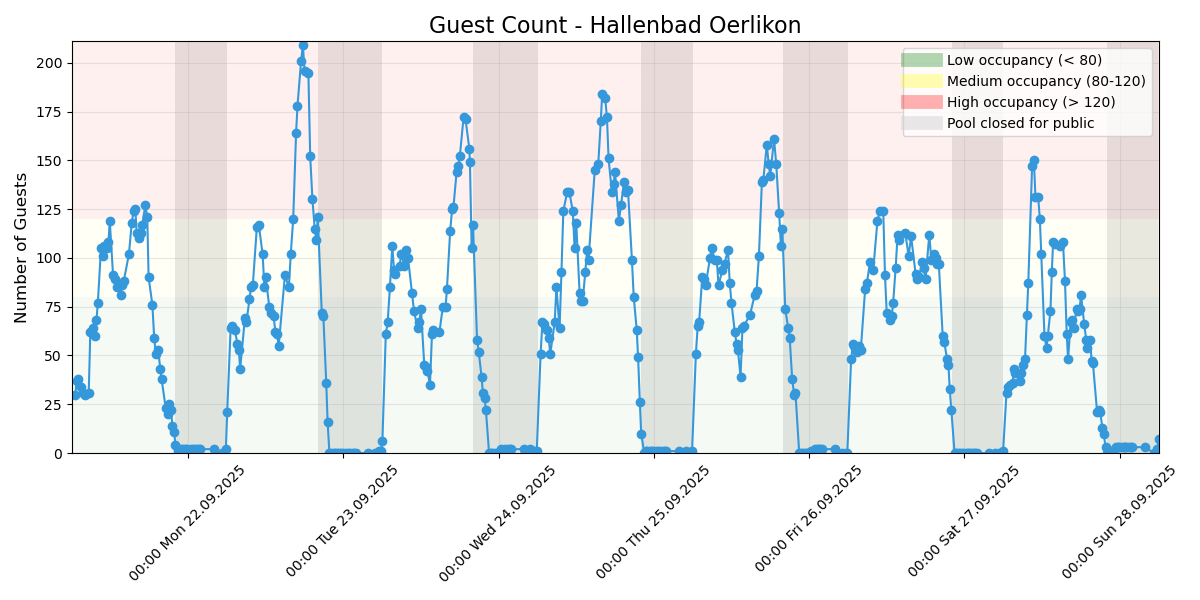 Guest Count - Hallenbad Oerlikon
Number of Guests
200
175
150
125
100
75
50
25
0
Low occupancy (< 80)
Medium occupancy (80-120)
High occupancy (> 120)
Pool closed for public
00:00 Mon 22.09.2025
00:00 Tue 23.09.2025
00:00 Wed 24.09.2025
00:00 Thu 25.09.2025
00:00 Fri 26.09.2025
00:00 Sat 27.09.2025
00:00 Sun 28.09.2025